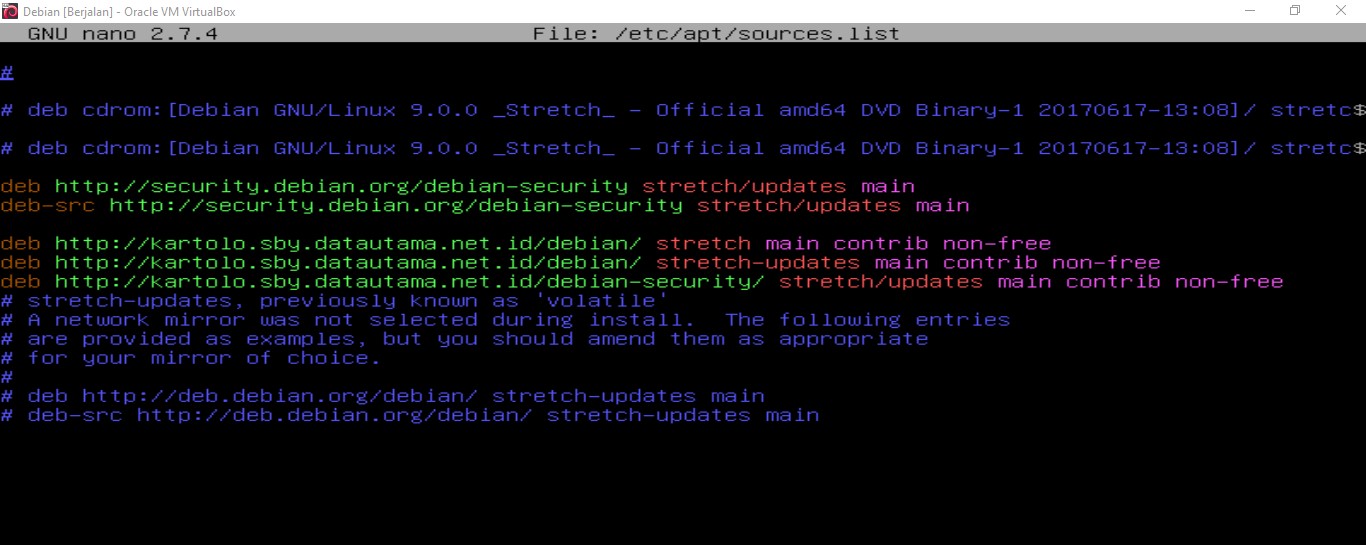 Debian [Berjalan] - Oracle VM VirtualBox
GNU nano 2.7.4 File: /etc/apt/sources.list
#
# deb cdrom:[Debian GNU/Linux 9.0.0 _Stretch_ - Official amd64 DVD Binary-1 20170617-13:08]/ stretc$
# deb cdrom:[Debian GNU/Linux 9.0.0 _Stretch_ - Official amd64 DVD Binary-1 20170617-13:08]/ stretc$
deb http://security.debian.org/debian-security stretch/updates main
deb-src http://security.debian.org/debian-security stretch/updates main
deb http://kartolo.sby.datautama.net.id/debian/ stretch main contrib non-free
deb http://kartolo.sby.datautama.net.id/debian/ stretch-updates main contrib non-free
deb http://kartolo.sby.datautama.net.id/debian-security/ stretch/updates main contrib non-free
# stretch-updates, previously known as 'volatile'
# A network mirror was not selected during install.  The following entries
# are provided as examples, but you should amend them as appropriate
# for your mirror of choice.
#
# deb http://deb.debian.org/debian/ stretch-updates main
# deb-src http://deb.debian.org/debian/ stretch-updates main